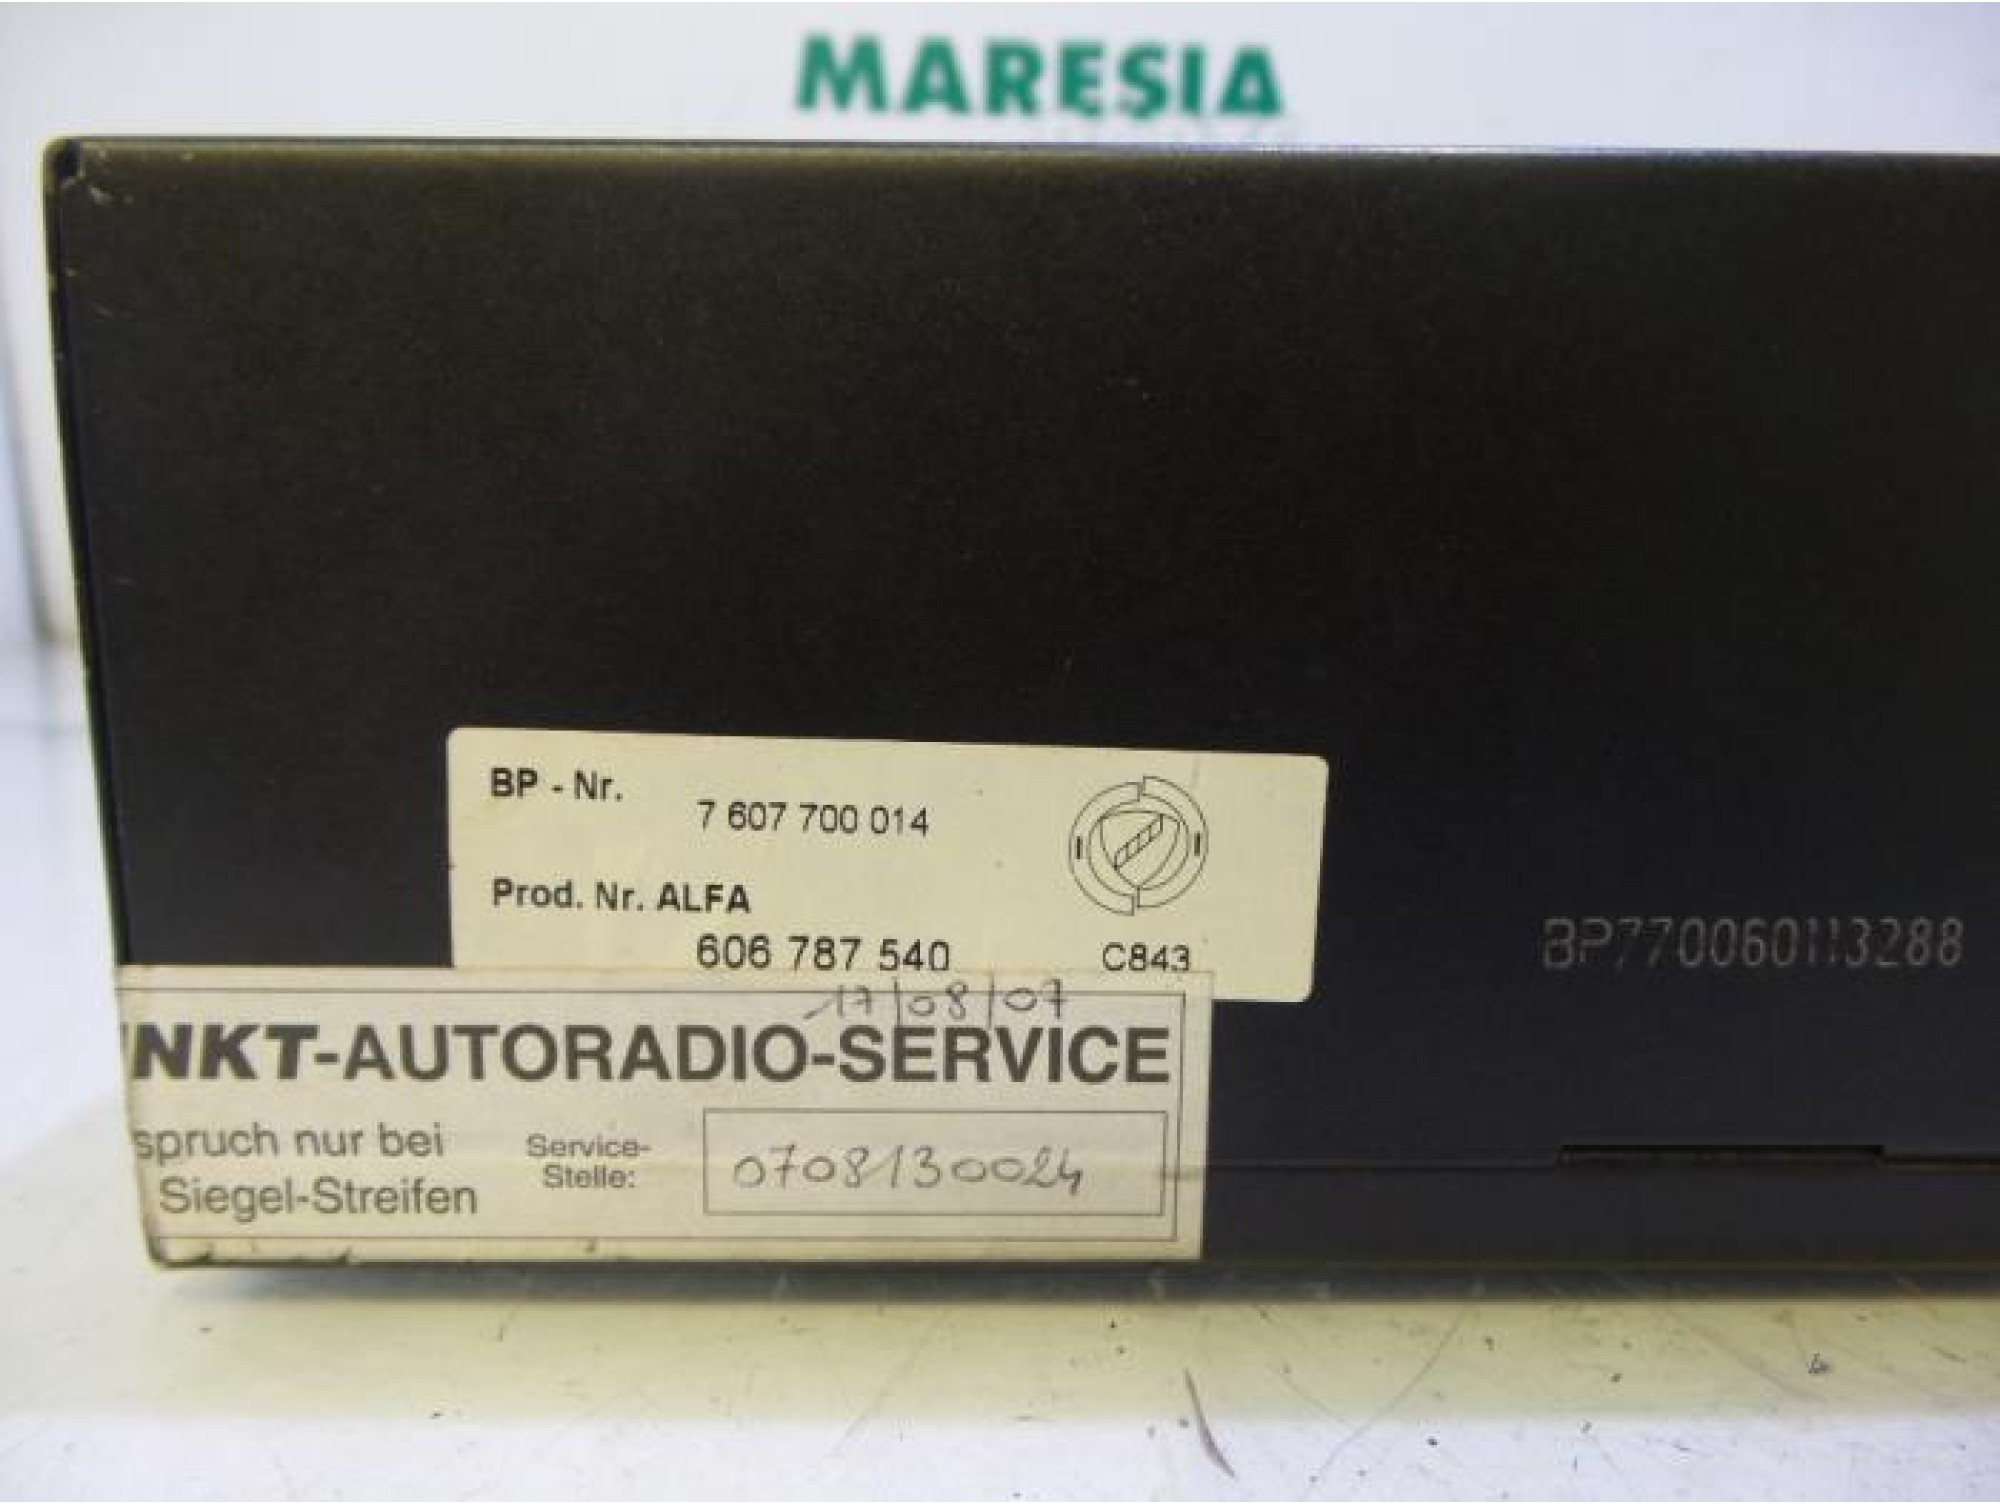 MARESIA
BP - Nr.
7 607 700 014
Prod. Nr. ALFA
606 787 540
C843
BP770060113288
17/08/07
NKT-AUTORADIO-SERVICE
spruch nur bei
Siegel-Streifen
Service-
Stelle:
0708130024